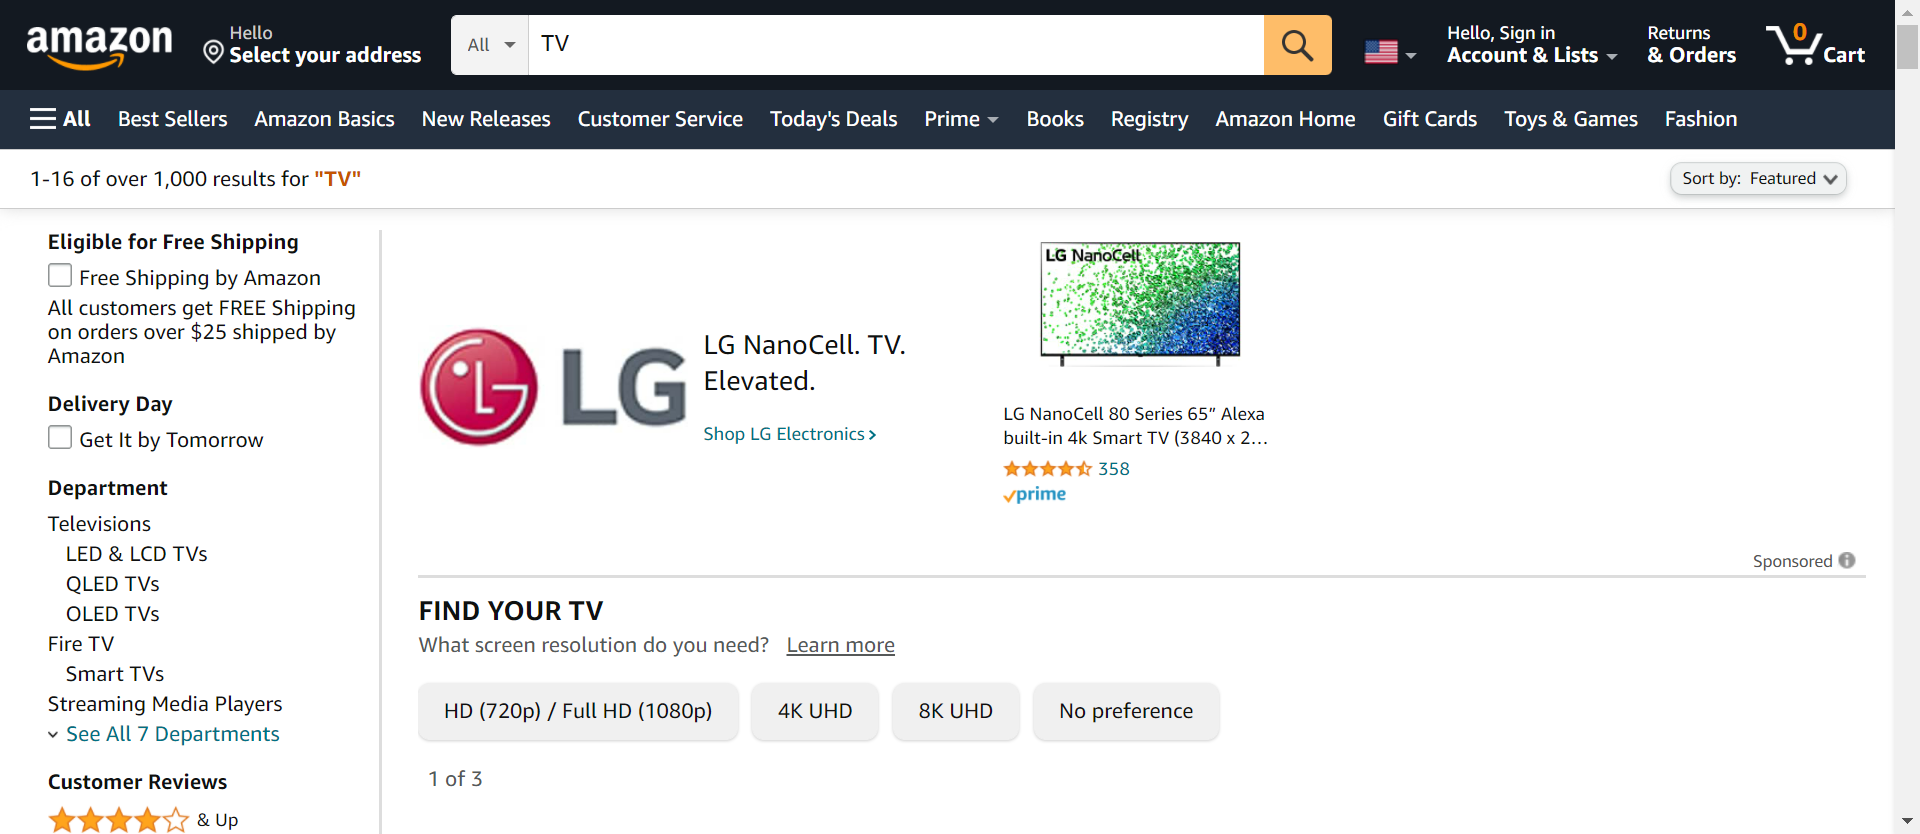 amazon
Hello
Select your address
All
TV
Hello, Sign in
Account & Lists
Returns
& Orders
0
Cart
All
Best Sellers
Amazon Basics
New Releases
Customer Service
Today's Deals
Prime
Books
Registry
Amazon Home
Gift Cards
Toys & Games
Fashion
1-16 of over 1,000 results for "TV"
Sort by: Featured
Eligible for Free Shipping
Free Shipping by Amazon
All customers get FREE Shipping
on orders over $25 shipped by
Amazon
Delivery Day
Get It by Tomorrow
Department
Televisions
LED & LCD TVs
QLED TVs
OLED TVs
Fire TV
Smart TVs
Streaming Media Players
See All 7 Departments
Customer Reviews
& Up
LG
LG NanoCell. TV.
Elevated.
Shop LG Electronics
LG NanoCell
LG NanoCell 80 Series 65” Alexa
built-in 4k Smart TV (3840 x 2…
358
prime
Sponsored
FIND YOUR TV
What screen resolution do you need? Learn more
HD (720p) / Full HD (1080p)
4K UHD
8K UHD
No preference
1 of 3